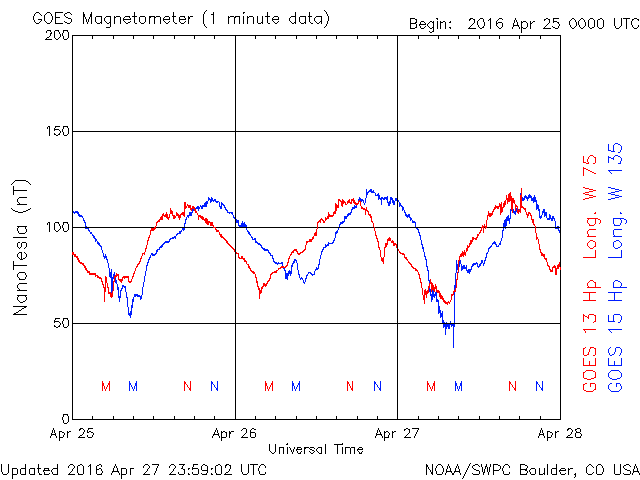 GOES Magnetometer (1 minute data)
Begin: 2016 Apr 25 0000 UTC
200
150
100
50
0
NanoTesla (nT)
M M N N M M N N M M N N
Apr 25 Apr 26 Apr 27 Apr 28
Universal Time
GOES 13 Hp Long. W 75
GOES 15 Hp Long. W 135
Updated 2016 Apr 27 23:59:02 UTC
NOAA/SWPC Boulder, CO USA